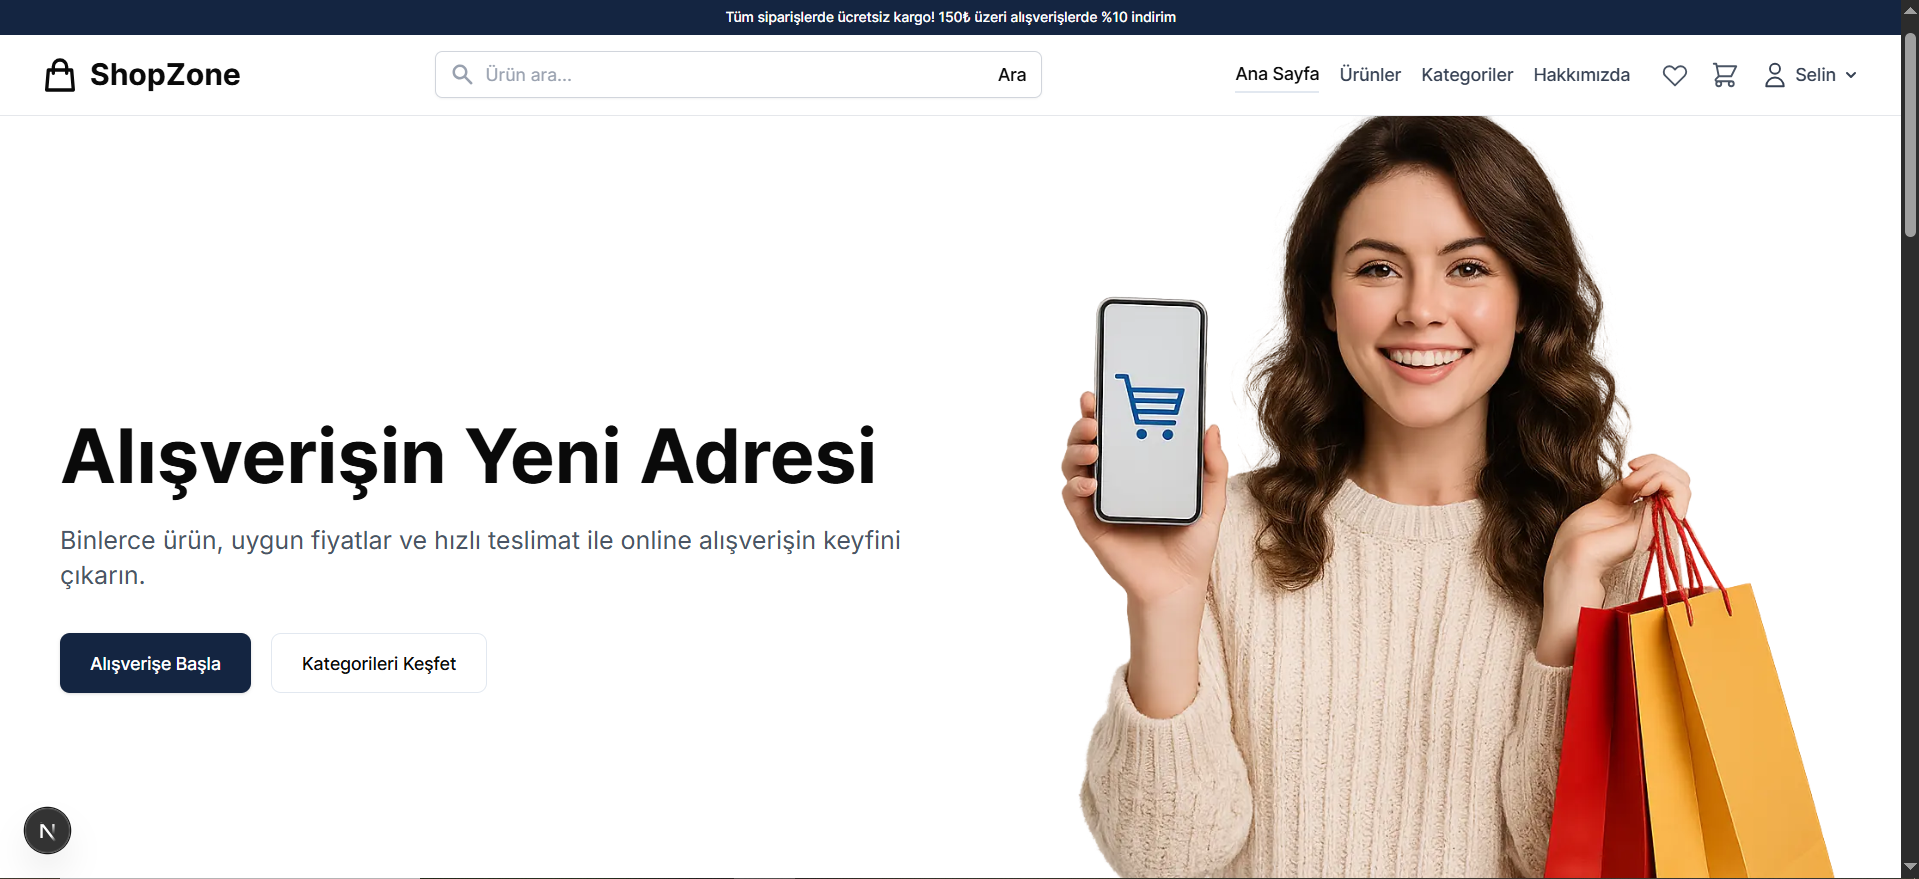 Tüm siparişlerde ücretsiz kargo! 150₺ üzeri alışverişlerde %10 indirim
ShopZone
Ürün ara...
Ara
Ana Sayfa
Ürünler
Kategoriler
Hakkımızda
Selin
Alışverişin Yeni Adresi
Binlerce ürün, uygun fiyatlar ve hızlı teslimat ile online alışverişin keyfini
çıkarın.
Alışverişe Başla
Kategorileri Keşfet
N